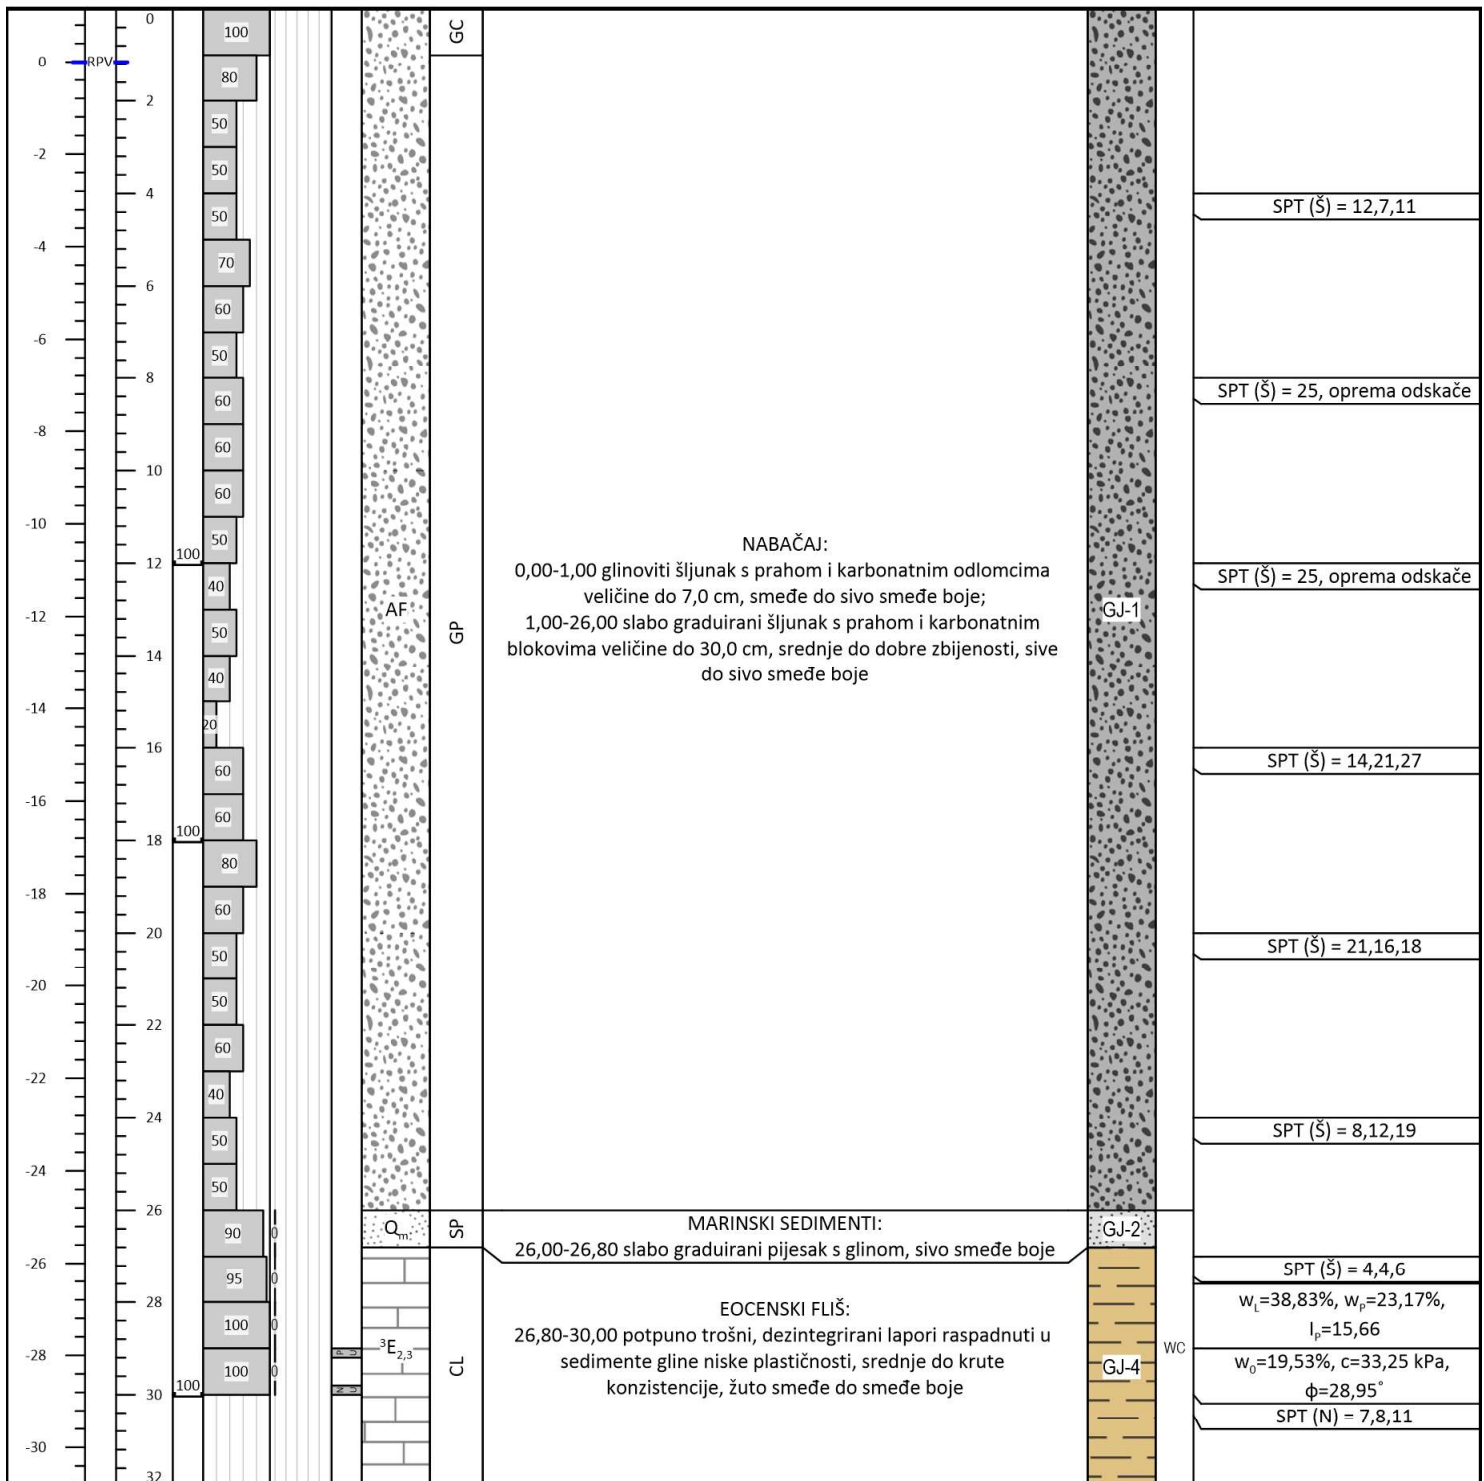 0
-2
-4
-6
-8
-10
-12
-14
-16
-18
-20
-22
-24
-26
-28
-30
RPV
0
2
4
6
8
10
12
14
16
18
20
22
24
26
28
30
32
100
100
100
100
80
50
50
50
70
60
50
60
60
60
50
40
50
40
20
60
60
80
60
50
50
60
40
50
50
90
95
100
100
0
0
0
0
P U
N U
AF
Qm
³E2,3
GC
GP
SP
CL
NABAČAJ:
0,00-1,00 glinoviti šljunak s prahom i karbonatnim odlomcima
veličine do 7,0 cm, smeđe do sivo smeđe boje;
1,00-26,00 slabo graduirani šljunak s prahom i karbonatnim
blokovima veličine do 30,0 cm, srednje do dobre zbijenosti, sive
do sivo smeđe boje
MARINSKI SEDIMENTI:
26,00-26,80 slabo graduirani pijesak s glinom, sivo smeđe boje
EOCENSKI FLIŠ:
26,80-30,00 potpuno trošni, dezintegrirani lapori raspadnuti u
sedimente gline niske plastičnosti, srednje do krute
konzistencije, žuto smeđe do smeđe boje
GJ-1
GJ-2
GJ-4
WC
SPT (Š) = 12,7,11
SPT (Š) = 25, oprema odskače
SPT (Š) = 25, oprema odskače
SPT (Š) = 14,21,27
SPT (Š) = 21,16,18
SPT (Š) = 8,12,19
SPT (Š) = 4,4,6
wL=38,83%, wP=23,17%,
IP=15,66
w0=19,53%, c=33,25 kPa,
ϕ=28,95°
SPT (N) = 7,8,11